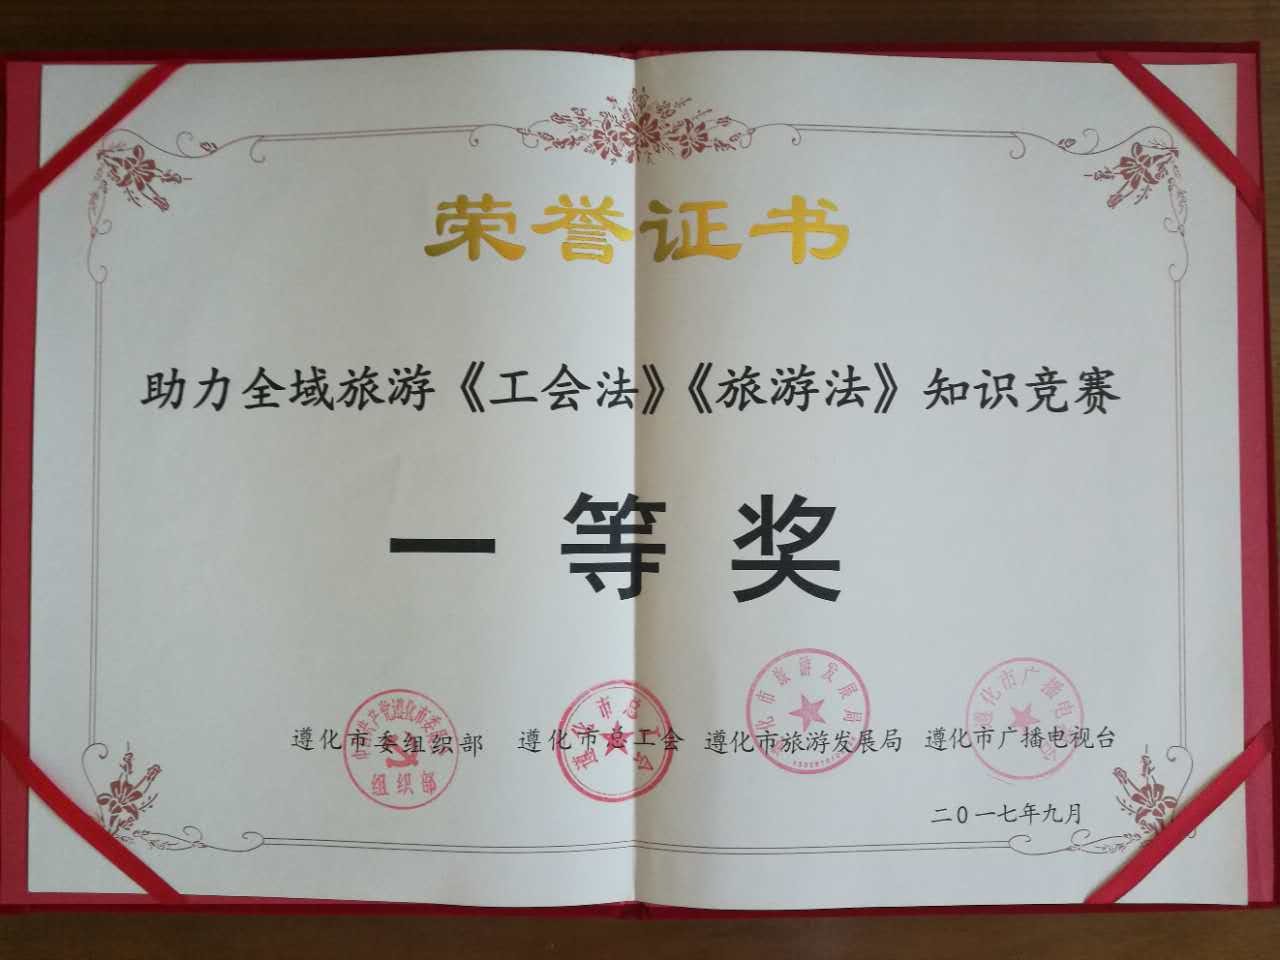 荣誉证书
助力全域旅游《工会法》《旅游法》知识竞赛
一等奖
遵化市委组织部 遵化市总工会 遵化市旅游发展局 遵化市广播电视台
二0一七年九月